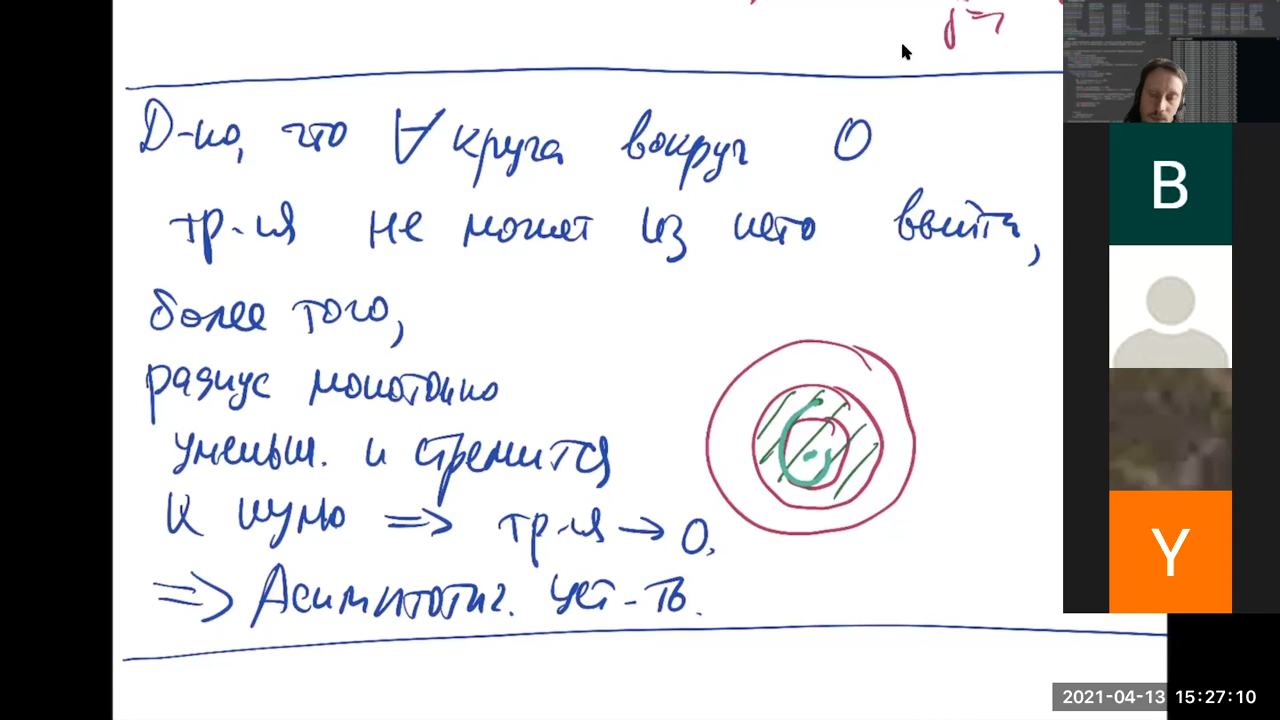 Д-но, что ∀ круга вокруг О
тр-ия не может из него выйти,
более того,
радиус монотонно
уменьш. и стремится
к нулю => тр-ия → 0.
=> Асимптотич. уст-ть.
B
Y
2021-04-13 15:27:10